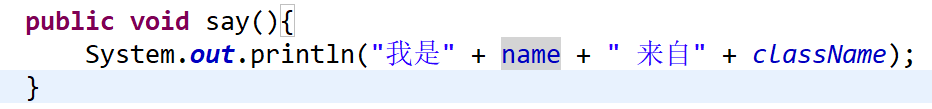 public void say(){
System.out.println("我是" + name + " 来自" + className);
}